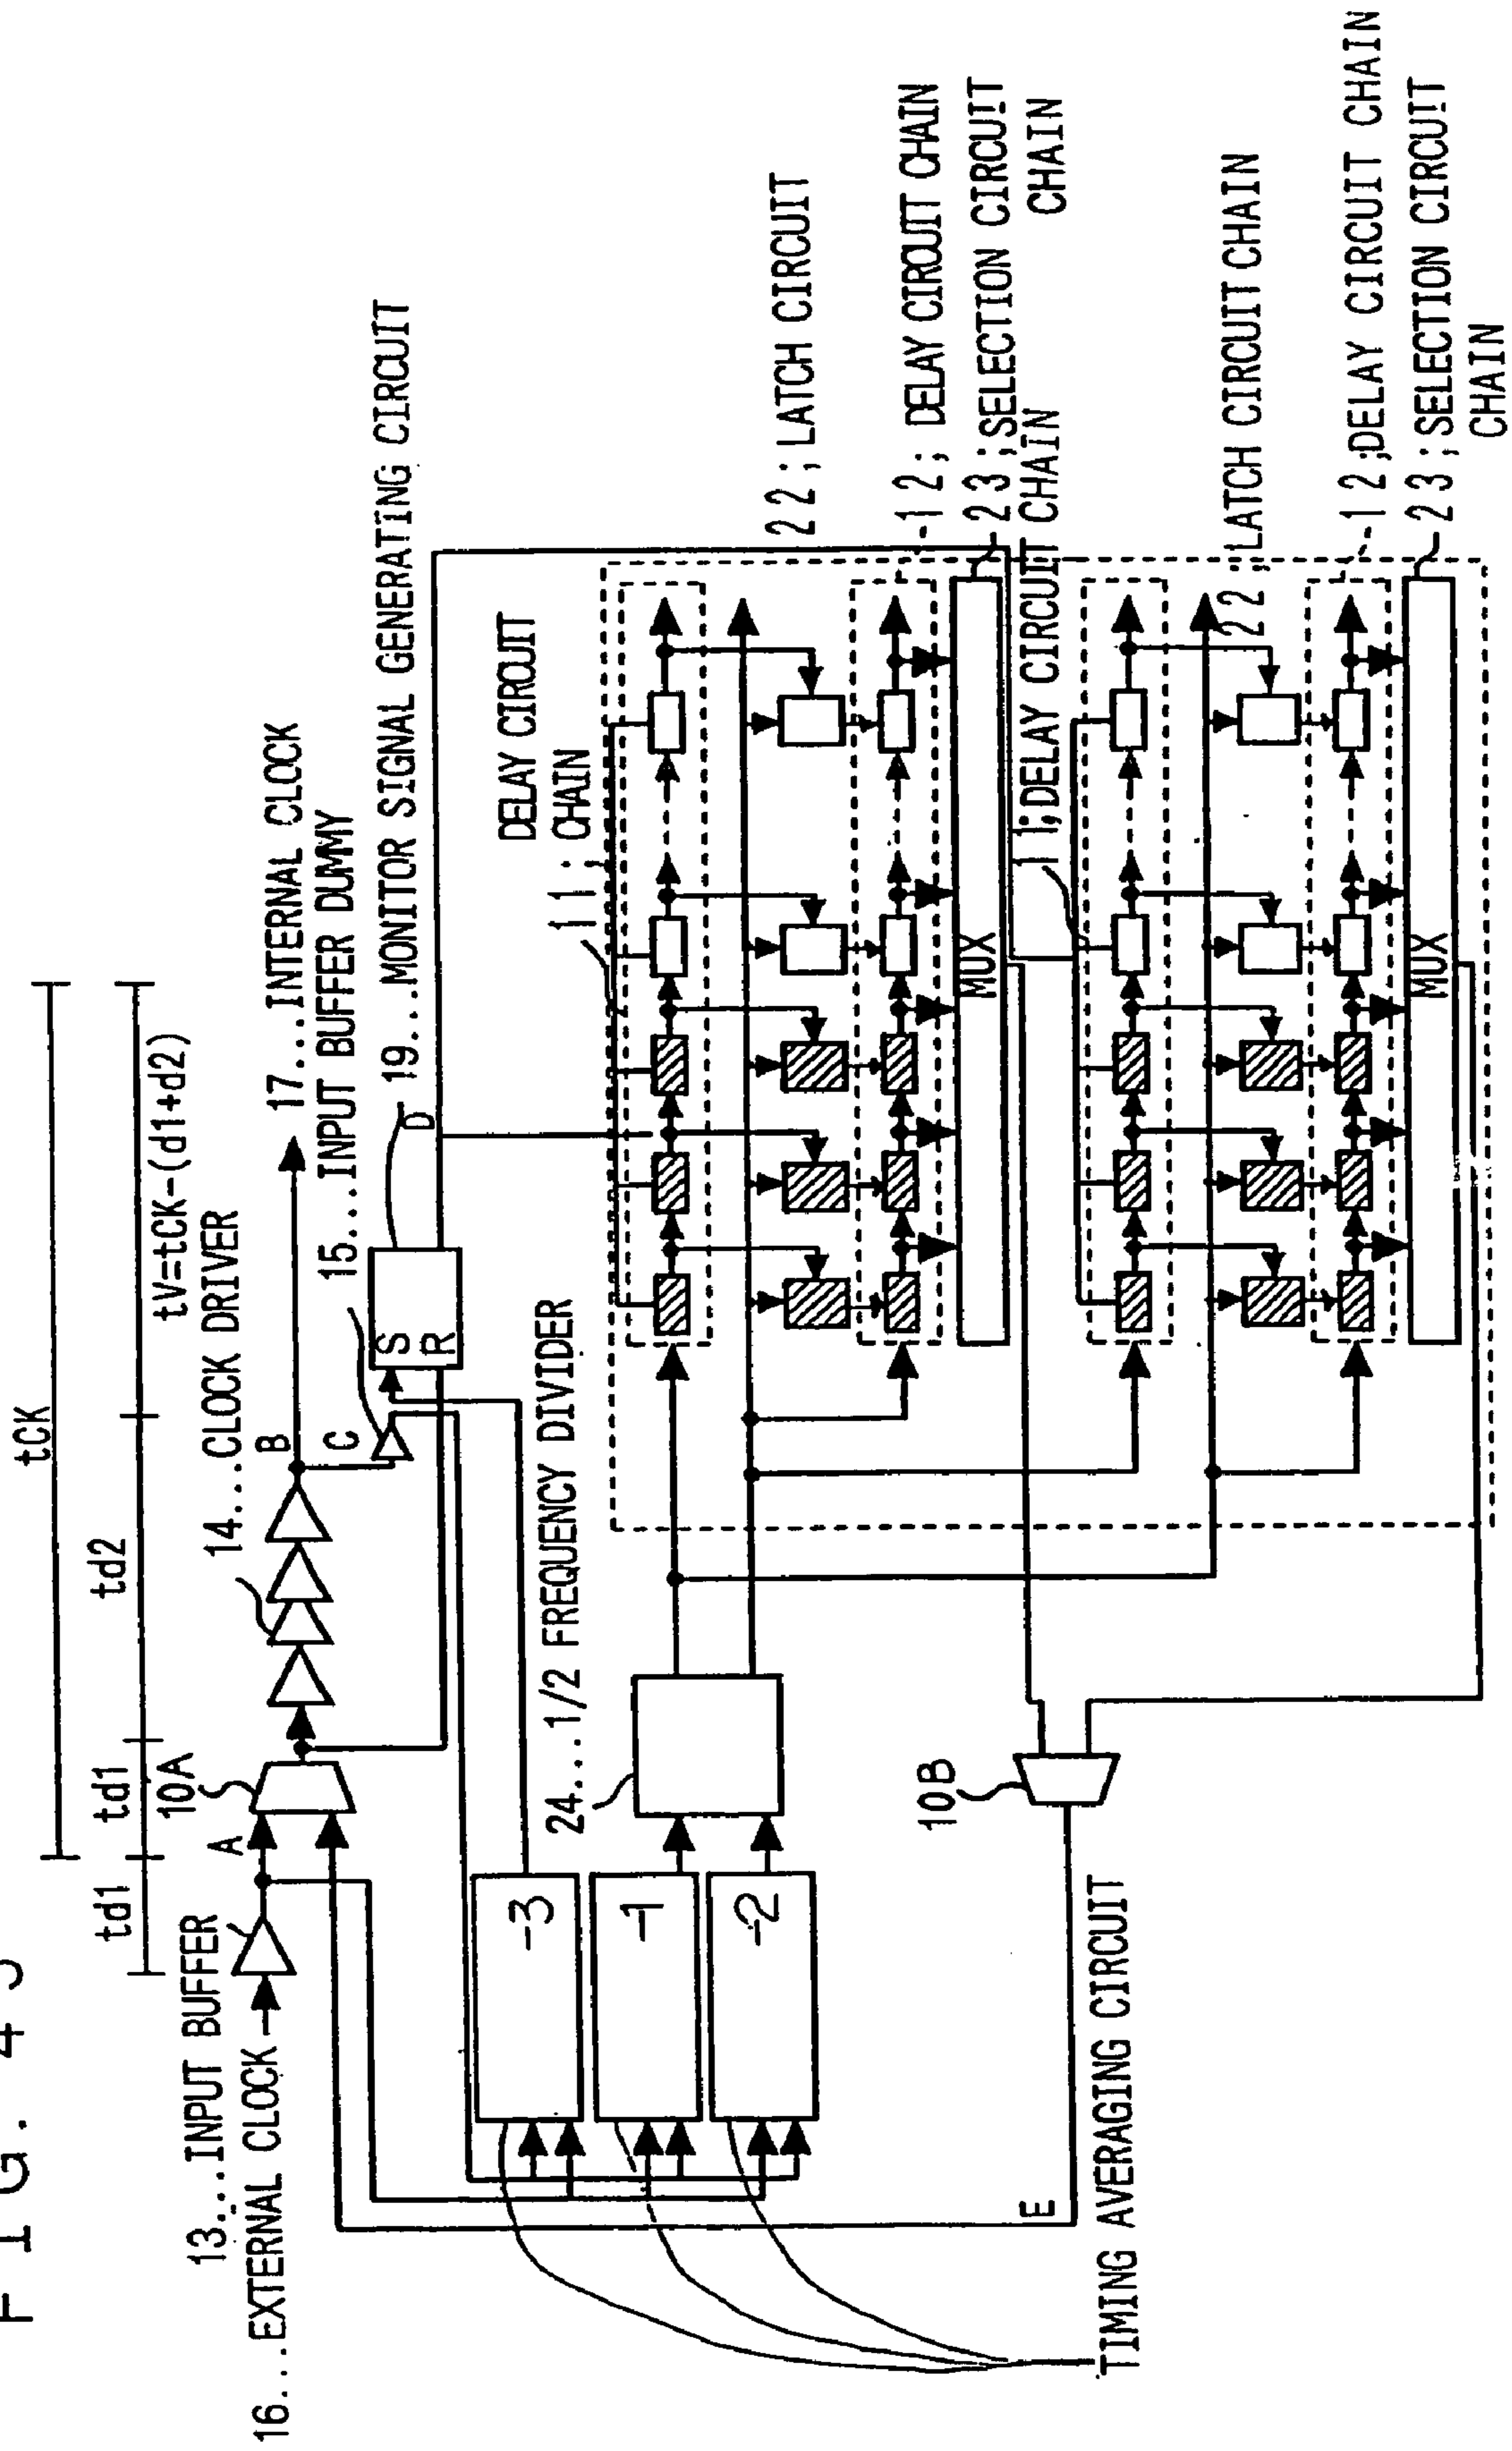 FIG. 43
tCK
td1
td1
td2
tV=tCK-(d1+d2)
13...INPUT BUFFER
16...EXTERNAL CLOCK
A
10A
14...CLOCK DRIVER
B
C
17...INTERNAL CLOCK
15...INPUT BUFFER DUMMY
19...MONITOR SIGNAL GENERATING CIRCUIT
S
R
D
-3
-1
-2
24...1/2 FREQUENCY DIVIDER
DELAY CIRCUIT
11; CHAIN
22; LATCH CIRCUIT
12; DELAY CIRCUIT CHAIN
MUX
23; SELECTION CIRCUIT
CHAIN
11; DELAY CIRCUIT CHAIN
22; LATCH CIRCUIT CHAIN
12; DELAY CIRCUIT CHAIN
MUX
23; SELECTION CIRCUIT
CHAIN
10B
E
TIMING AVERAGING CIRCUIT